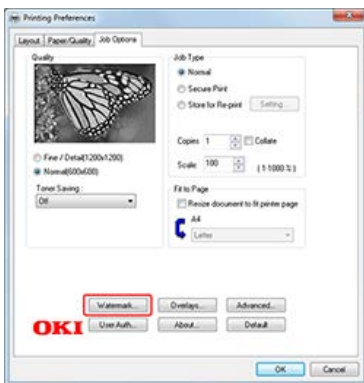 Printing Preferences
Layout Paper/Quality Job Options
Quality
Fine / Detail(1200x1200)
Normal(600x600)
Toner Saving :
Off
Job Type
Normal
Secure Print
Store for Re-print Setting...
Copies 1 Collate
Scale: 100 (1-1000 %)
Fit to Page
Resize document to fit printer page
A4
Letter
Watermark... Overlays... Advanced...
OKI User Auth... About... Default
OK Cancel